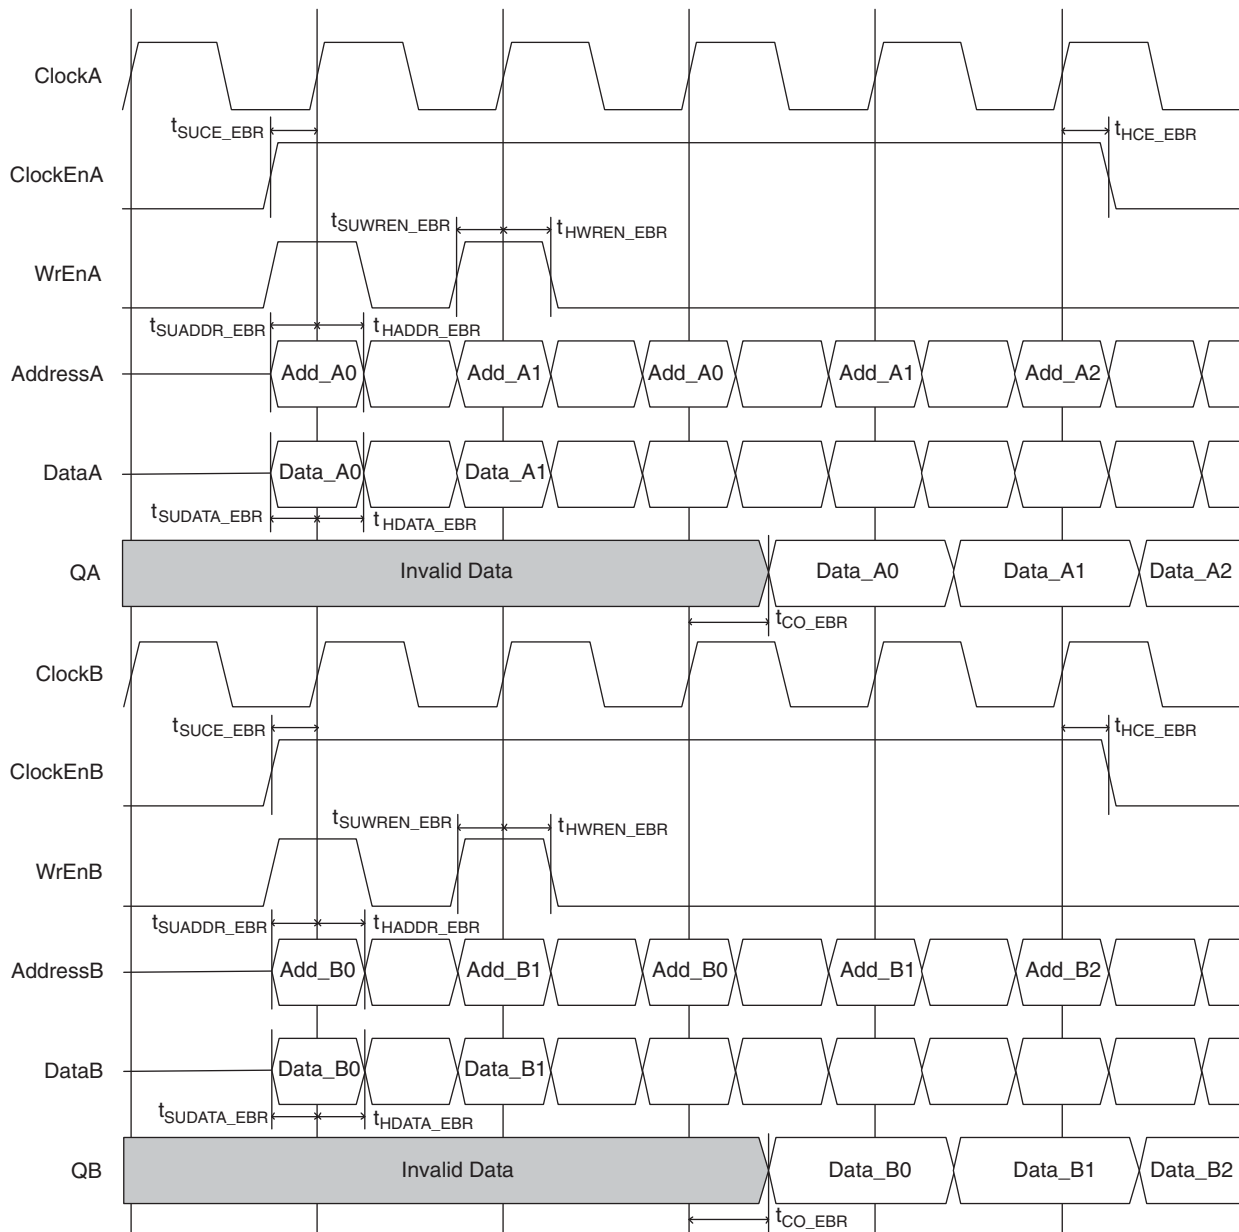 ClockA
tSUCE_EBR
tHCE_EBR
ClockEnA
tSUWREN_EBR
tHWREN_EBR
WrEnA
tSUADDR_EBR
tHADDR_EBR
AddressA Add_A0 Add_A1 Add_A0 Add_A1 Add_A2
DataA Data_A0 Data_A1
tSUDATA_EBR
tHDATA_EBR
QA Invalid Data Data_A0 Data_A1 Data_A2
tCO_EBR
ClockB
tSUCE_EBR
tHCE_EBR
ClockEnB
tSUWREN_EBR
tHWREN_EBR
WrEnB
tSUADDR_EBR
tHADDR_EBR
AddressB Add_B0 Add_B1 Add_B0 Add_B1 Add_B2
DataB Data_B0 Data_B1
tSUDATA_EBR
tHDATA_EBR
QB Invalid Data Data_B0 Data_B1 Data_B2
tCO_EBR